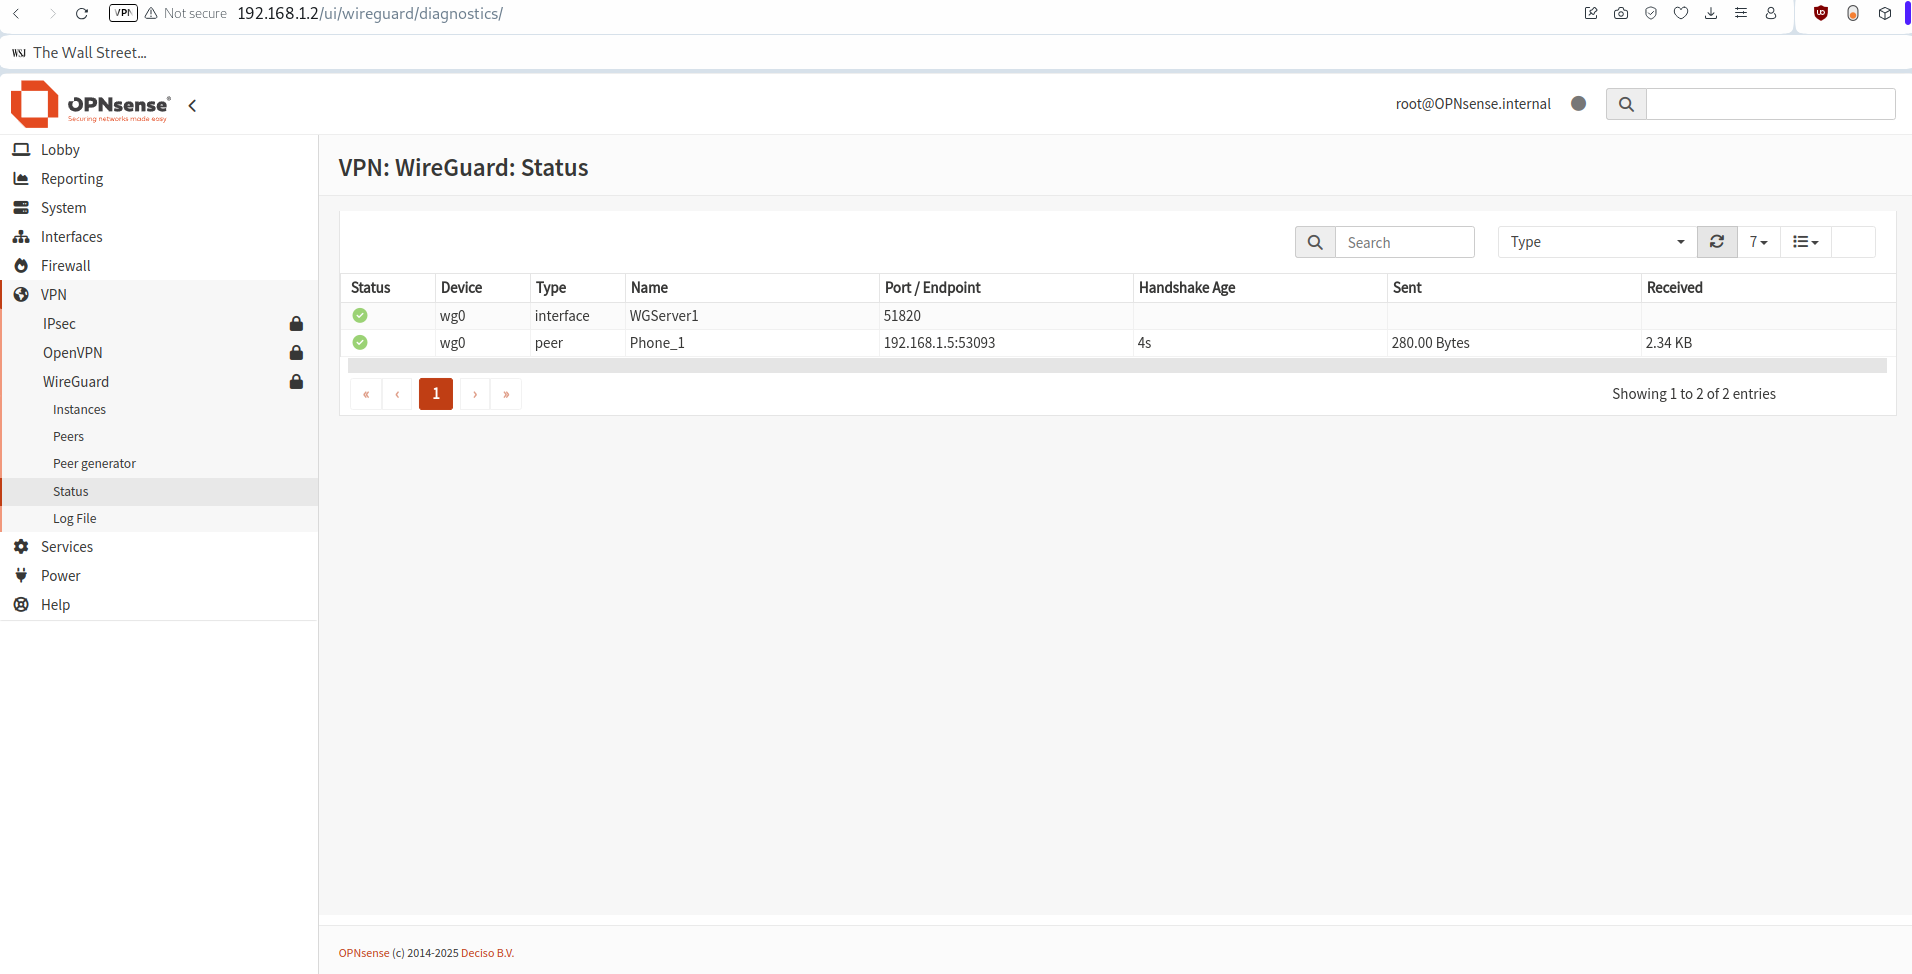 VPN Not secure 192.168.1.2/ui/wireguard/diagnostics/
WSJ The Wall Street...
OPNsense®
Securing networks made easy
root@OPNsense.internal
Lobby
Reporting
System
Interfaces
Firewall
VPN
IPsec
OpenVPN
WireGuard
Instances
Peers
Peer generator
Status
Log File
Services
Power
Help
VPN: WireGuard: Status
Search Type 7
Status Device Type Name Port / Endpoint Handshake Age Sent Received
wg0 interface WGServer1 51820
wg0 peer Phone_1 192.168.1.5:53093 4s 280.00 Bytes 2.34 KB
« ‹ 1 › » Showing 1 to 2 of 2 entries
OPNsense (c) 2014-2025 Deciso B.V.